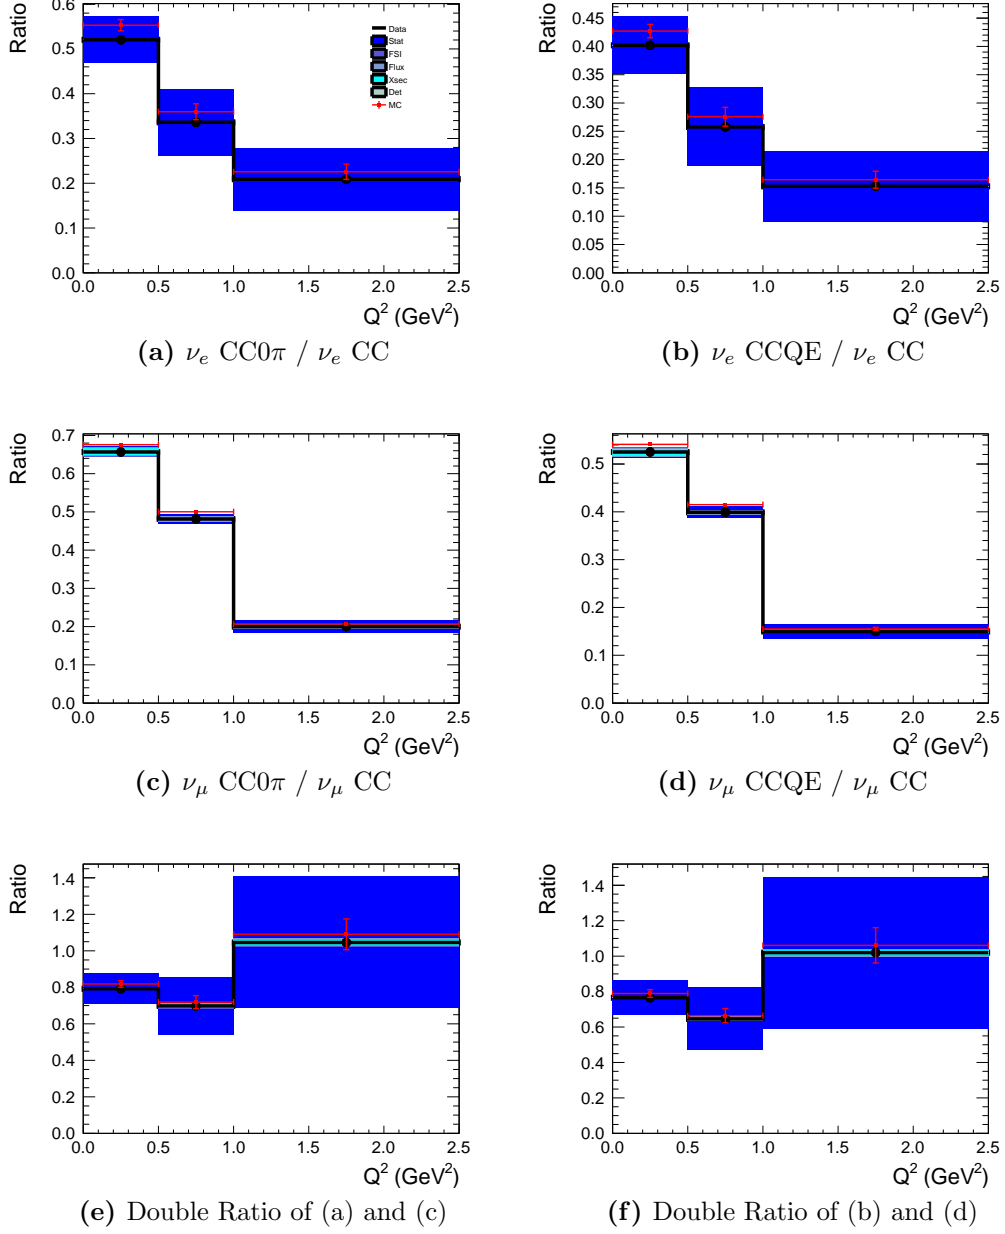 Ratio
0.6
0.5
0.4
0.3
0.2
0.1
0.0
Data
Stat
FSI
Flux
Xsec
Det
MC
0.0 0.5 1.0 1.5 2.0 2.5
Q² (GeV²)
(a) νₑ CC0π / νₑ CC
Ratio
0.45
0.40
0.35
0.30
0.25
0.20
0.15
0.10
0.05
0.00
0.0 0.5 1.0 1.5 2.0 2.5
Q² (GeV²)
(b) νₑ CCQE / νₑ CC
Ratio
0.7
0.6
0.5
0.4
0.3
0.2
0.1
0.0
0.0 0.5 1.0 1.5 2.0 2.5
Q² (GeV²)
(c) ν_μ CC0π / ν_μ CC
Ratio
0.5
0.4
0.3
0.2
0.1
0.0
0.0 0.5 1.0 1.5 2.0 2.5
Q² (GeV²)
(d) ν_μ CCQE / ν_μ CC
Ratio
1.4
1.2
1.0
0.8
0.6
0.4
0.2
0.0
0.0 0.5 1.0 1.5 2.0 2.5
Q² (GeV²)
(e) Double Ratio of (a) and (c)
Ratio
1.4
1.2
1.0
0.8
0.6
0.4
0.2
0.0
0.0 0.5 1.0 1.5 2.0 2.5
Q² (GeV²)
(f) Double Ratio of (b) and (d)